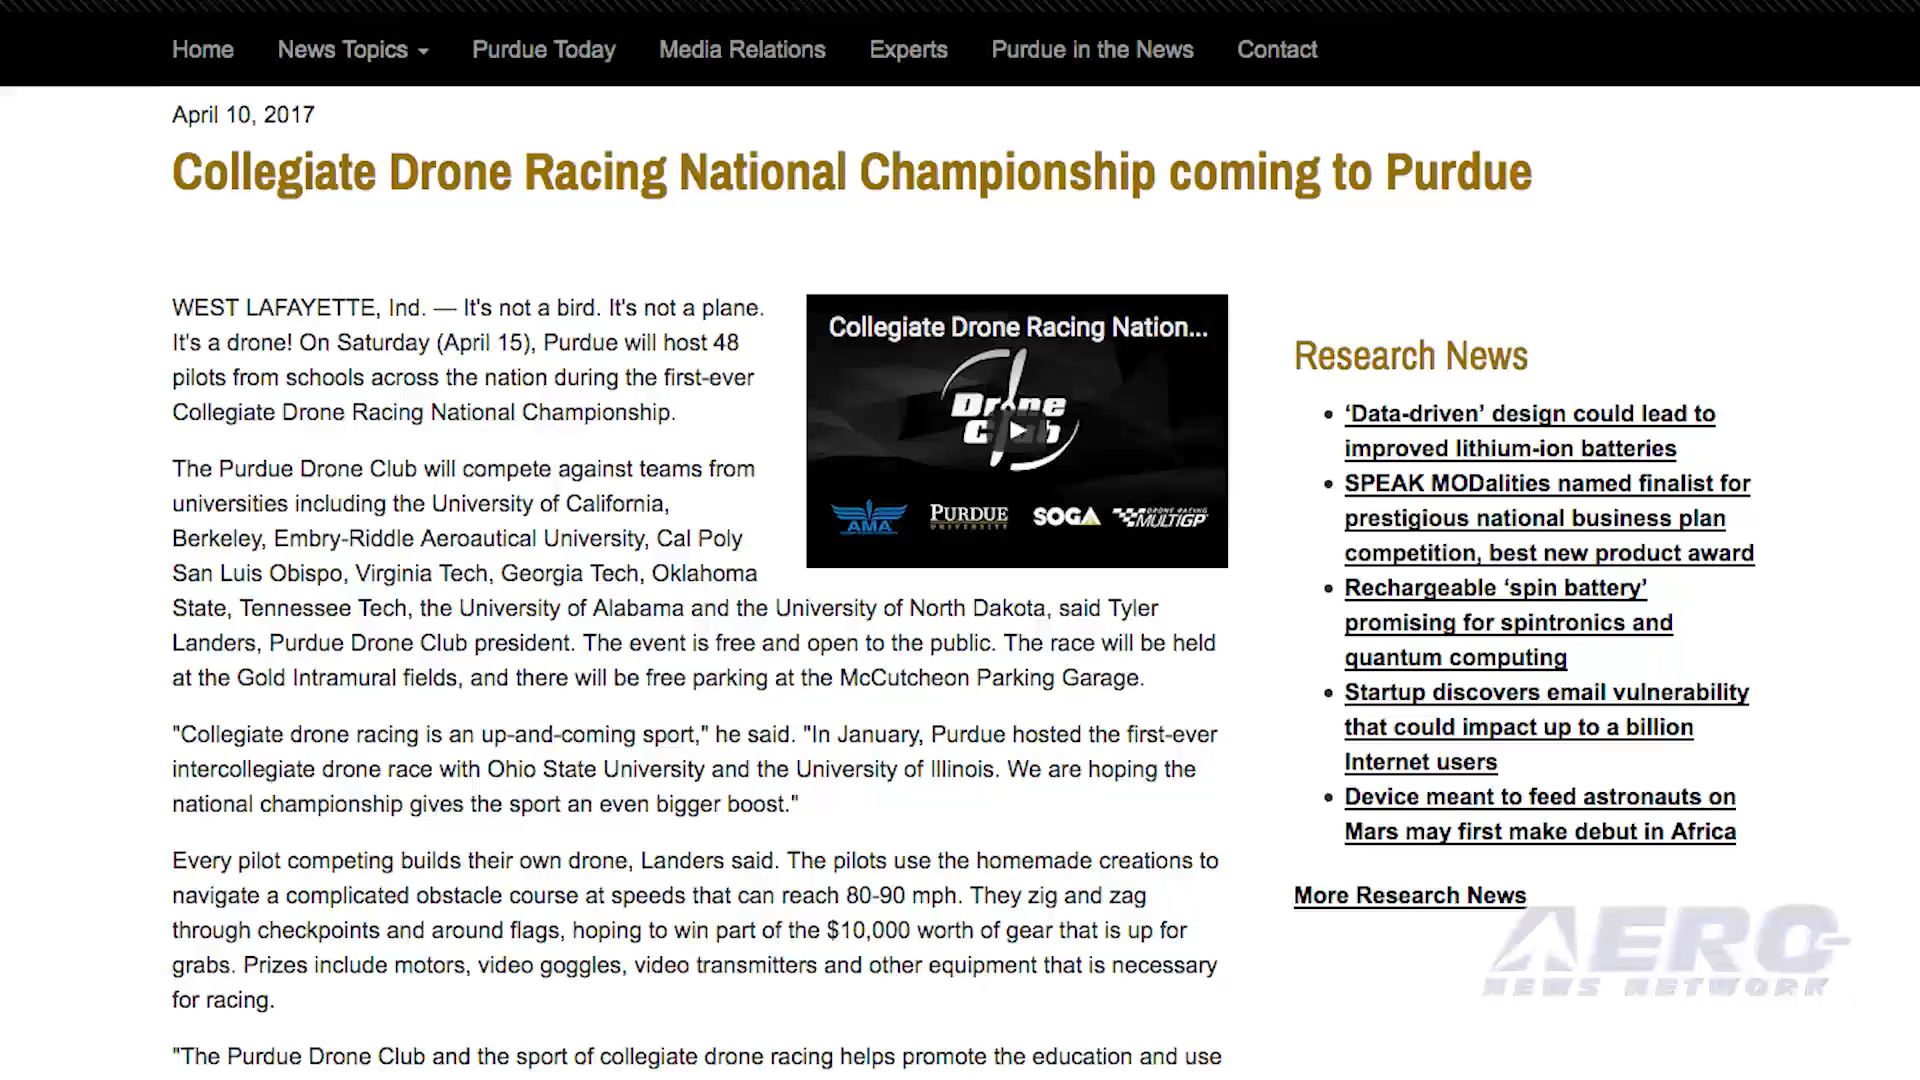 Home News Topics Purdue Today Media Relations Experts Purdue in the News Contact
April 10, 2017
Collegiate Drone Racing National Championship coming to Purdue
WEST LAFAYETTE, Ind. — It's not a bird. It's not a plane.
It's a drone! On Saturday (April 15), Purdue will host 48
pilots from schools across the nation during the first-ever
Collegiate Drone Racing National Championship.
Collegiate Drone Racing Nation...
Drone
Club
AMA
PURDUE
UNIVERSITY
SOGA
DRONE RACING
MULTIGP
The Purdue Drone Club will compete against teams from
universities including the University of California,
Berkeley, Embry-Riddle Aeroautical University, Cal Poly
San Luis Obispo, Virginia Tech, Georgia Tech, Oklahoma
State, Tennessee Tech, the University of Alabama and the University of North Dakota, said Tyler
Landers, Purdue Drone Club president. The event is free and open to the public. The race will be held
at the Gold Intramural fields, and there will be free parking at the McCutcheon Parking Garage.
"Collegiate drone racing is an up-and-coming sport," he said. "In January, Purdue hosted the first-ever
intercollegiate drone race with Ohio State University and the University of Illinois. We are hoping the
national championship gives the sport an even bigger boost."
Every pilot competing builds their own drone, Landers said. The pilots use the homemade creations to
navigate a complicated obstacle course at speeds that can reach 80-90 mph. They zig and zag
through checkpoints and around flags, hoping to win part of the $10,000 worth of gear that is up for
grabs. Prizes include motors, video goggles, video transmitters and other equipment that is necessary
for racing.
"The Purdue Drone Club and the sport of collegiate drone racing helps promote the education and use
Research News
• ‘Data-driven’ design could lead to
improved lithium-ion batteries
• SPEAK MODalities named finalist for
prestigious national business plan
competition, best new product award
• Rechargeable ‘spin battery’
promising for spintronics and
quantum computing
• Startup discovers email vulnerability
that could impact up to a billion
Internet users
• Device meant to feed astronauts on
Mars may first make debut in Africa
More Research News
AERO
NEWS NETWORK